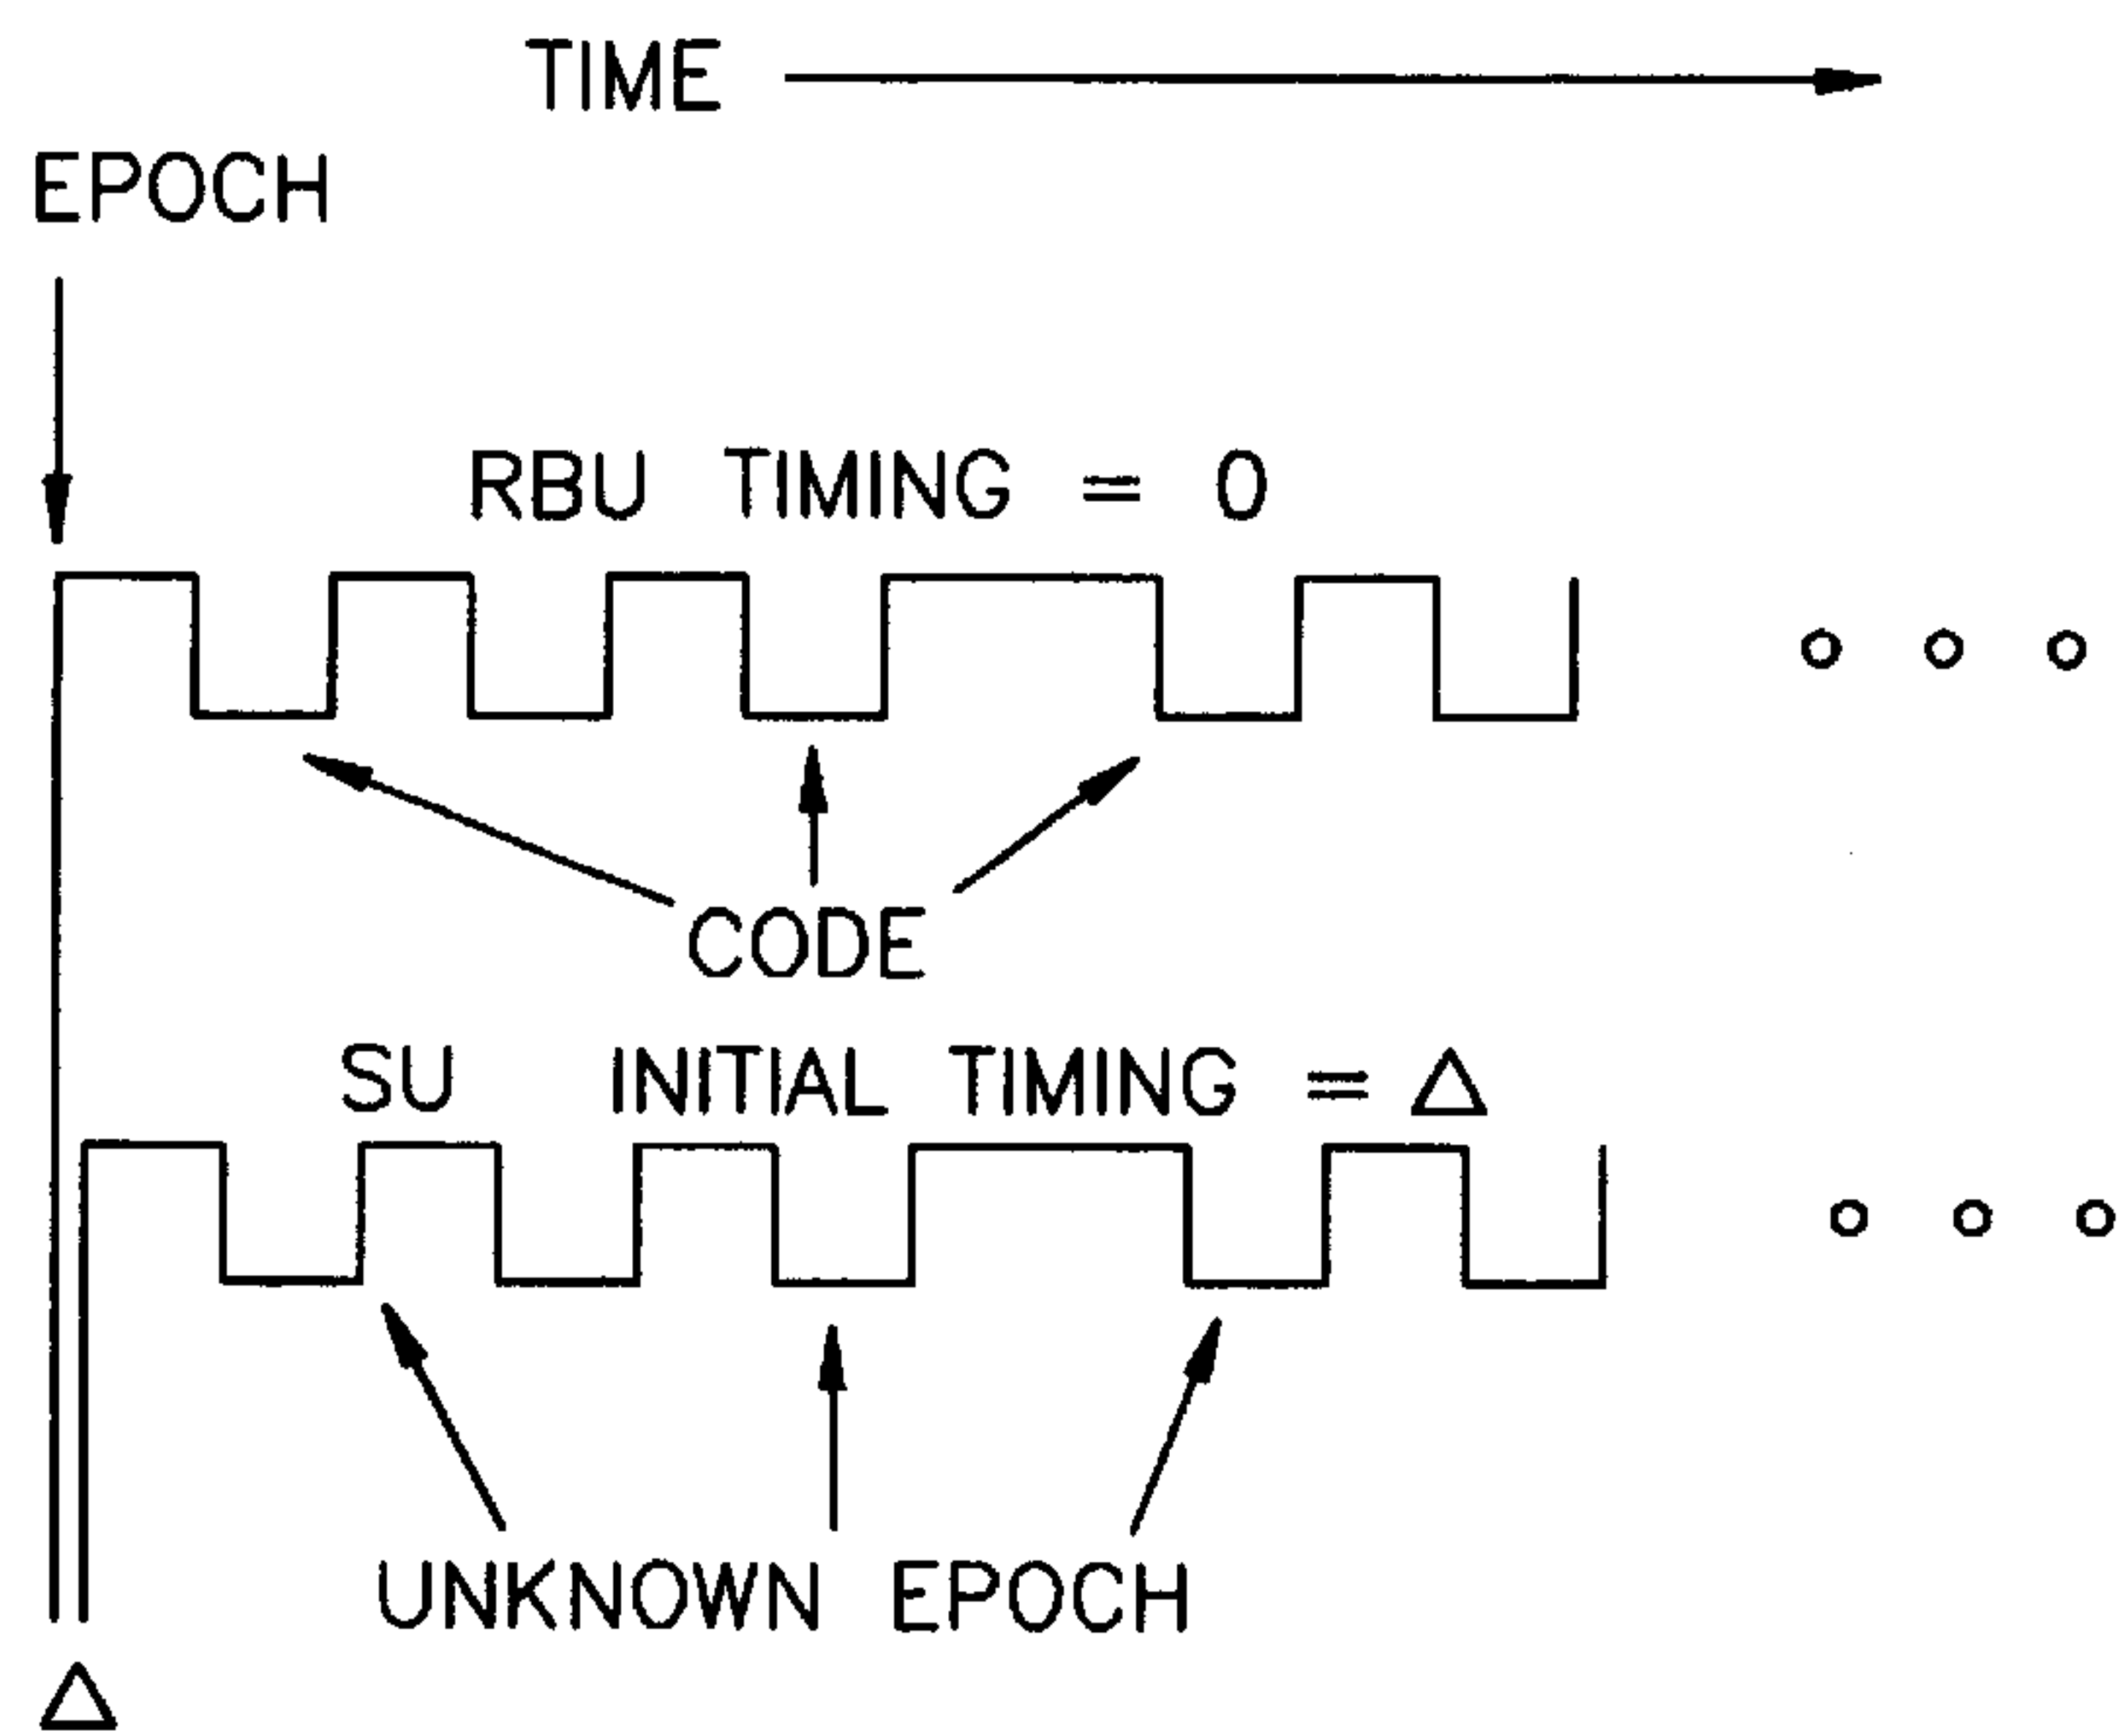 TIME
EPOCH
RBU TIMING = 0
CODE
SU INITIAL TIMING = Δ
UNKNOWN EPOCH
Δ